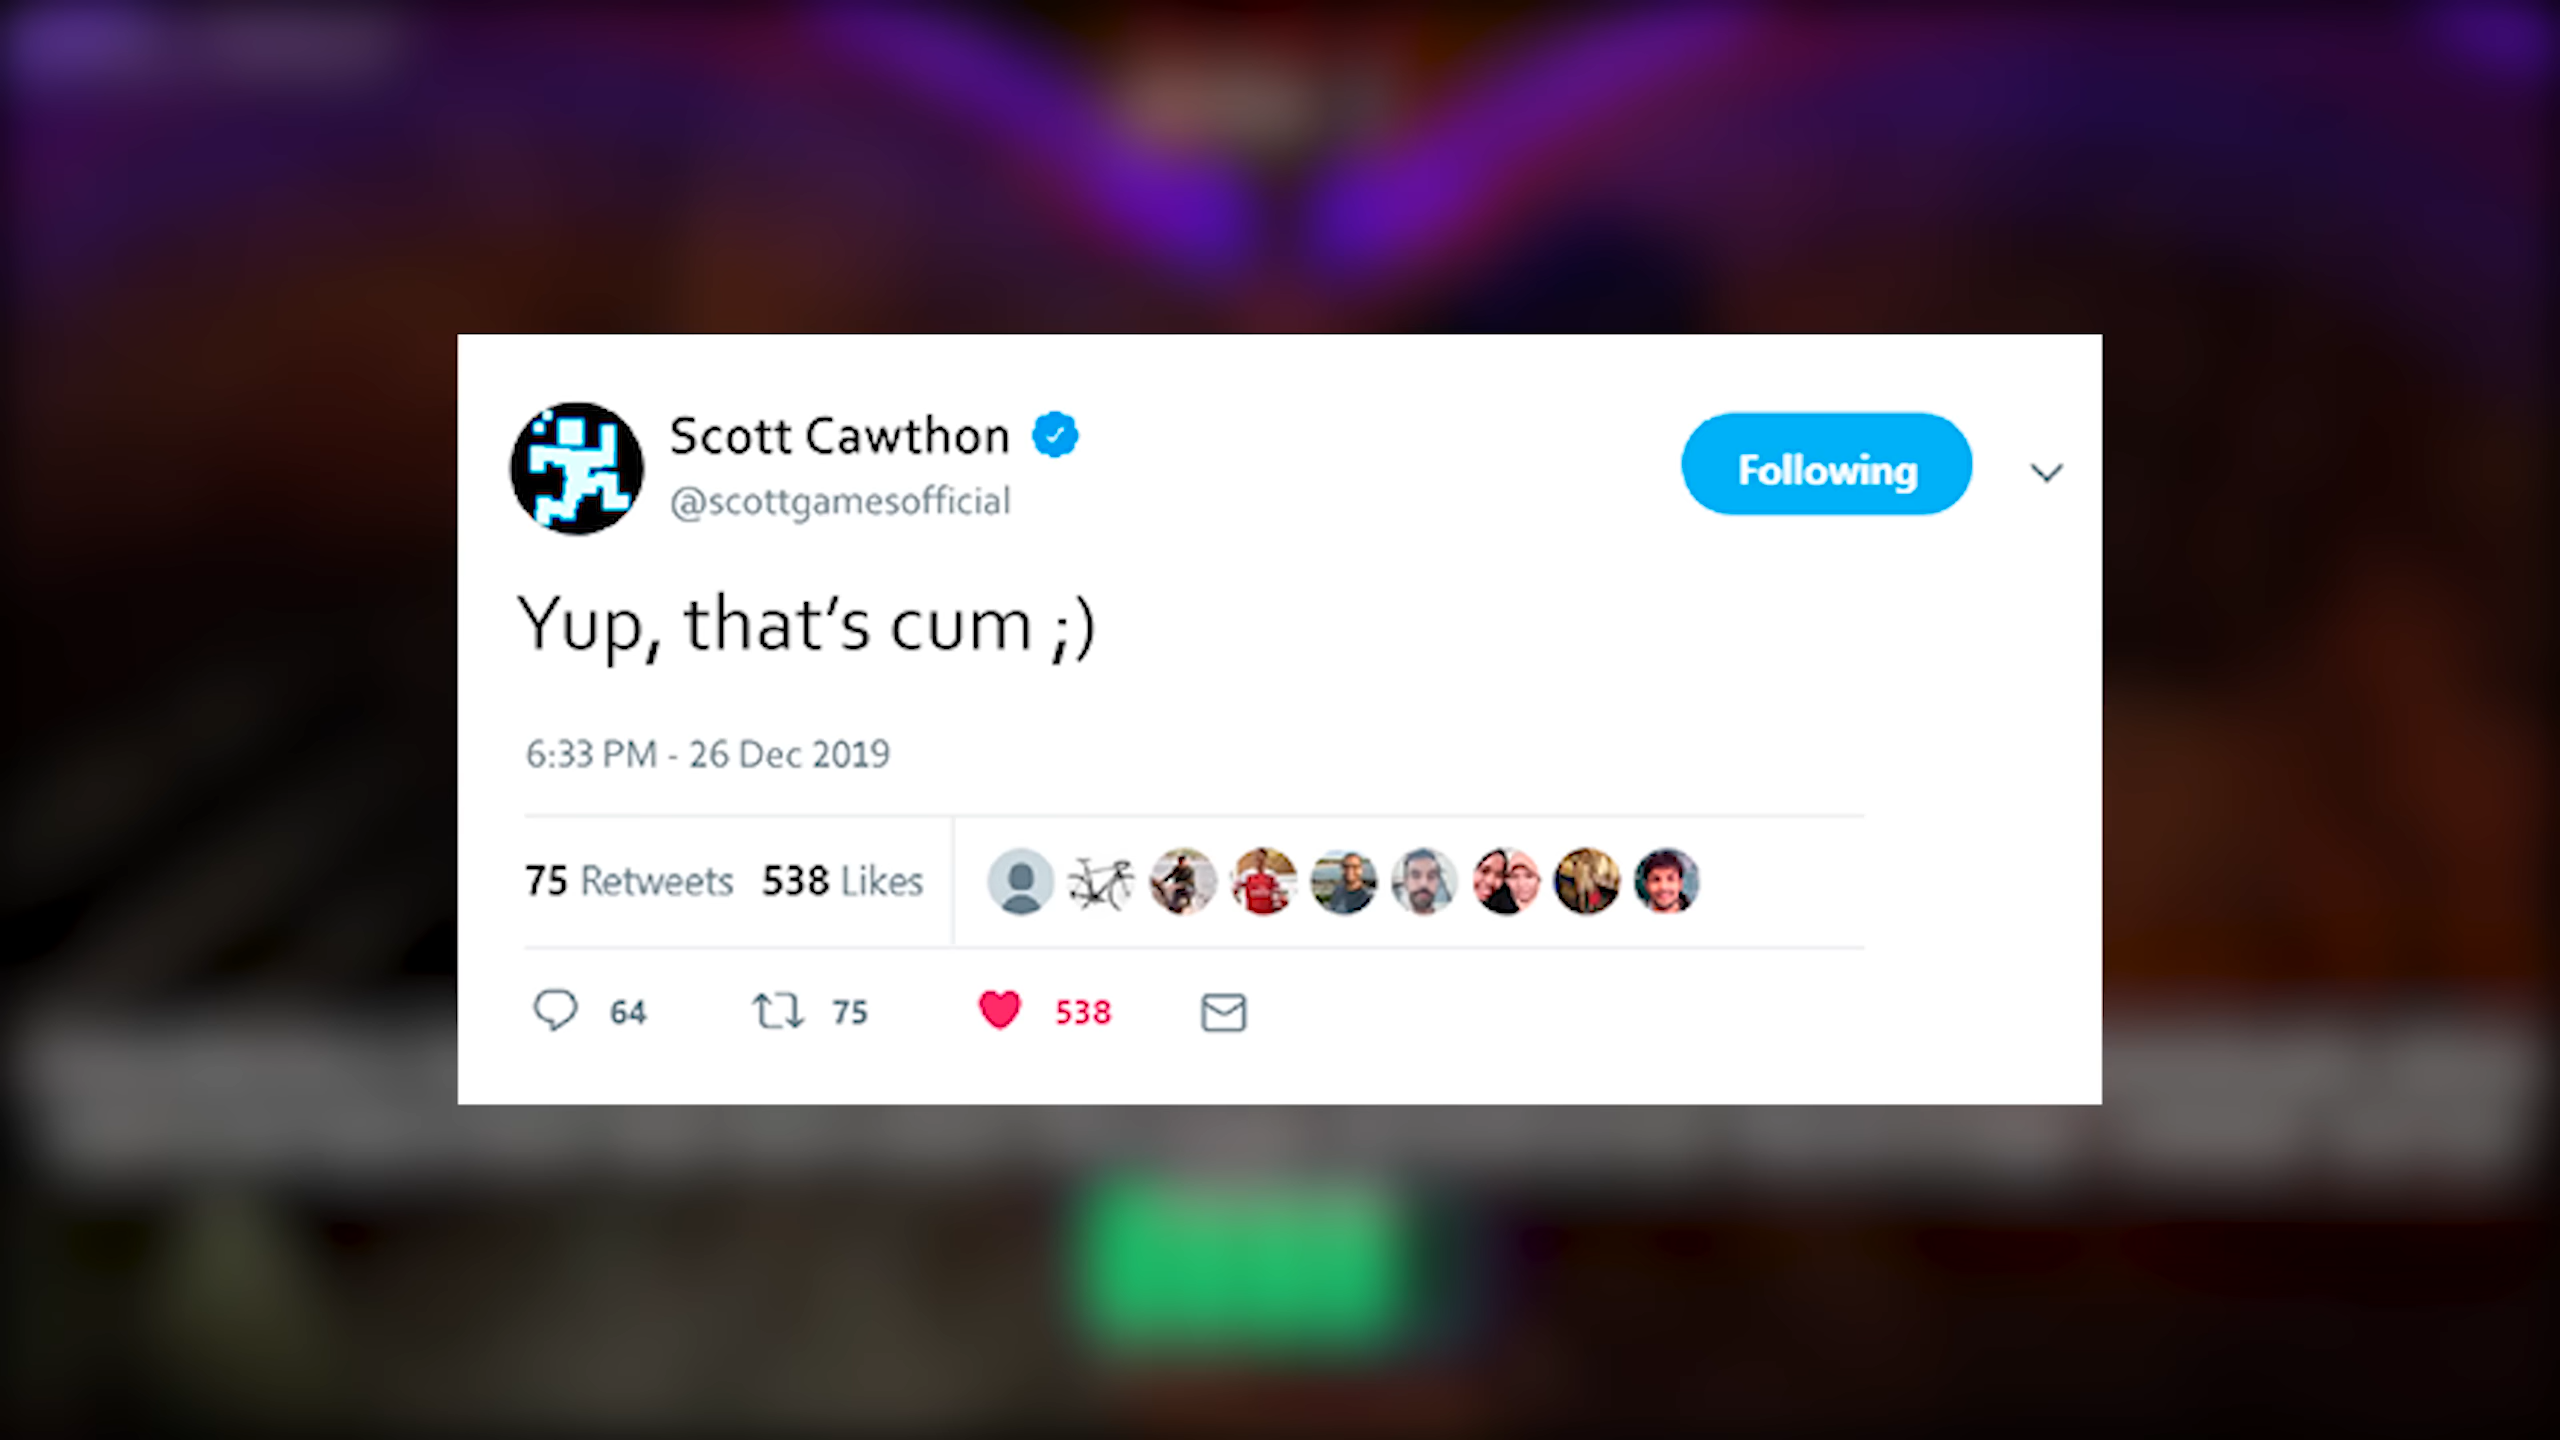 Scott Cawthon
@scottgamesofficial
Following
Yup, that’s cum ;)
6:33 PM - 26 Dec 2019
75 Retweets 538 Likes
64 75 538